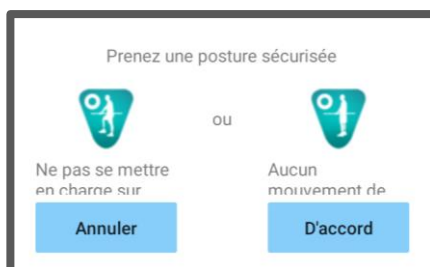 Prenez une posture sécurisée
ou
Ne pas se mettre
en charge sur
Aucun
mouvement de
Annuler
D'accord